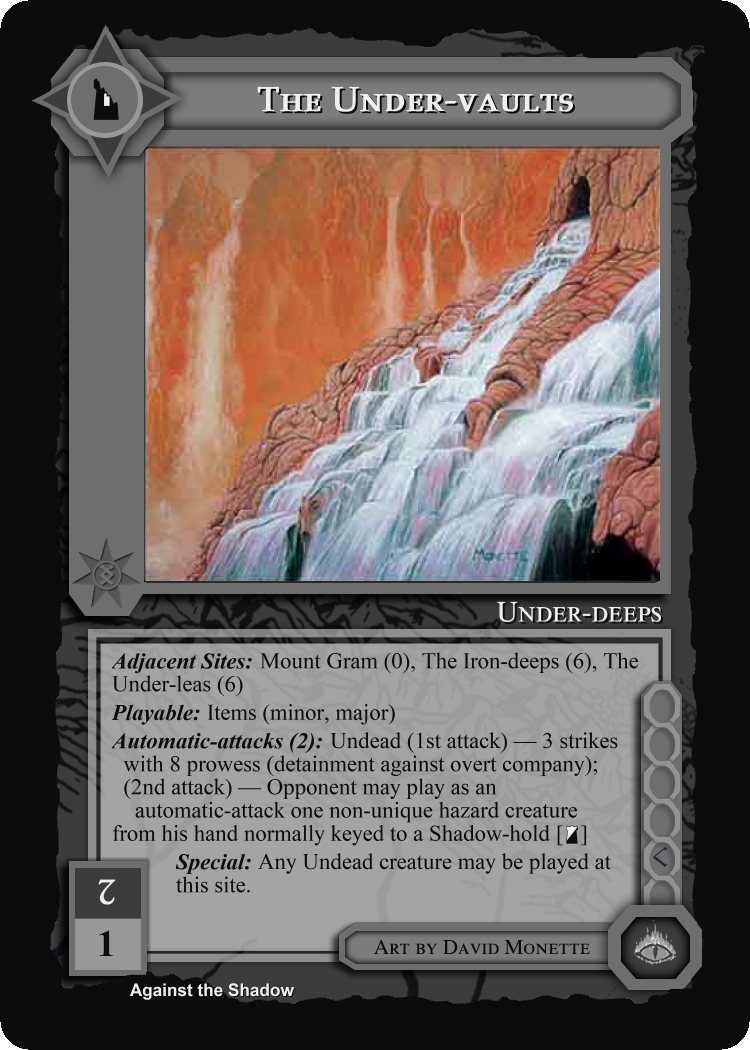 The Under-vaults
Monette
Under-deeps
Adjacent Sites: Mount Gram (0), The Iron-deeps (6), The
Under-leas (6)
Playable: Items (minor, major)
Automatic-attacks (2): Undead (1st attack) — 3 strikes
with 8 prowess (detainment against overt company);
(2nd attack) — Opponent may play as an
automatic-attack one non-unique hazard creature
from his hand normally keyed to a Shadow-hold [ ]
Special: Any Undead creature may be played at
this site.
2
1
Art by David Monette
Against the Shadow